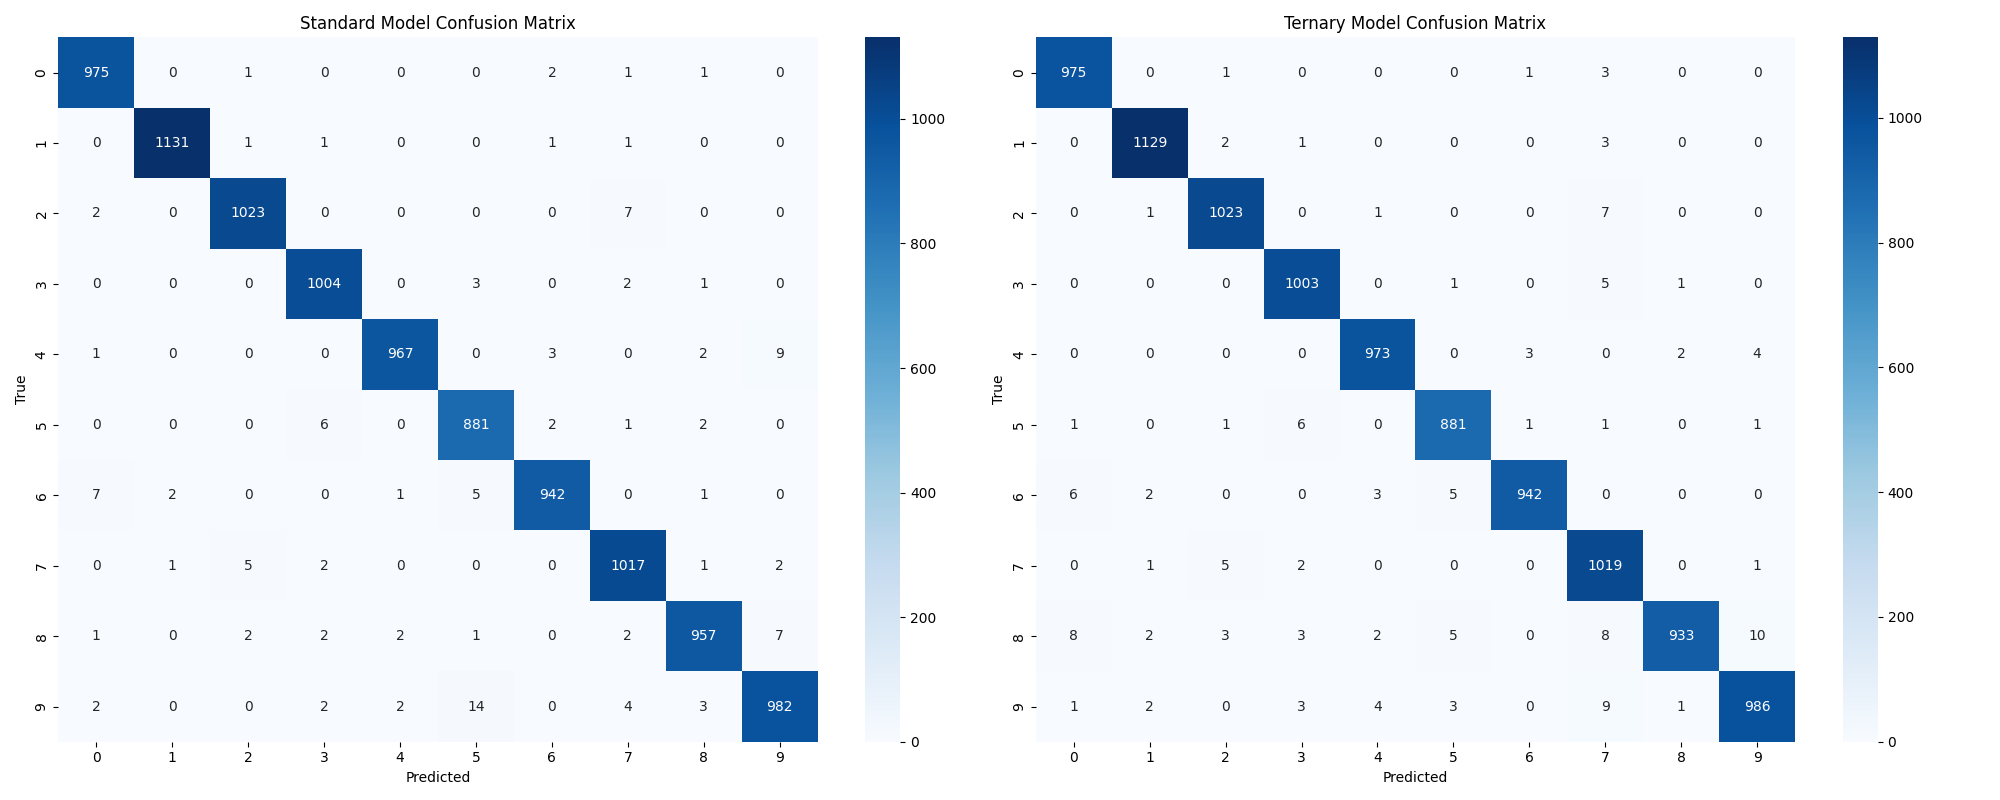 Standard Model Confusion Matrix
0 975 0 1 0 0 0 2 1 1 0
1 0 1131 1 1 0 0 1 1 0 0
2 2 0 1023 0 0 0 0 7 0 0
3 0 0 0 1004 0 3 0 2 1 0
4 1 0 0 0 967 0 3 0 2 9
5 0 0 0 6 0 881 2 1 2 0
6 7 2 0 0 1 5 942 0 1 0
7 0 1 5 2 0 0 0 1017 1 2
8 1 0 2 2 2 1 0 2 957 7
9 2 0 0 2 2 14 0 4 3 982
0 1 2 3 4 5 6 7 8 9
True
Predicted
1000
800
600
400
200
0
Ternary Model Confusion Matrix
0 975 0 1 0 0 0 1 3 0 0
1 0 1129 2 1 0 0 0 3 0 0
2 0 1 1023 0 1 0 0 7 0 0
3 0 0 0 1003 0 1 0 5 1 0
4 0 0 0 0 973 0 3 0 2 4
5 1 0 1 6 0 881 1 1 0 1
6 6 2 0 0 3 5 942 0 0 0
7 0 1 5 2 0 0 0 1019 0 1
8 8 2 3 3 2 5 0 8 933 10
9 1 2 0 3 4 3 0 9 1 986
0 1 2 3 4 5 6 7 8 9
True
Predicted
1000
800
600
400
200
0